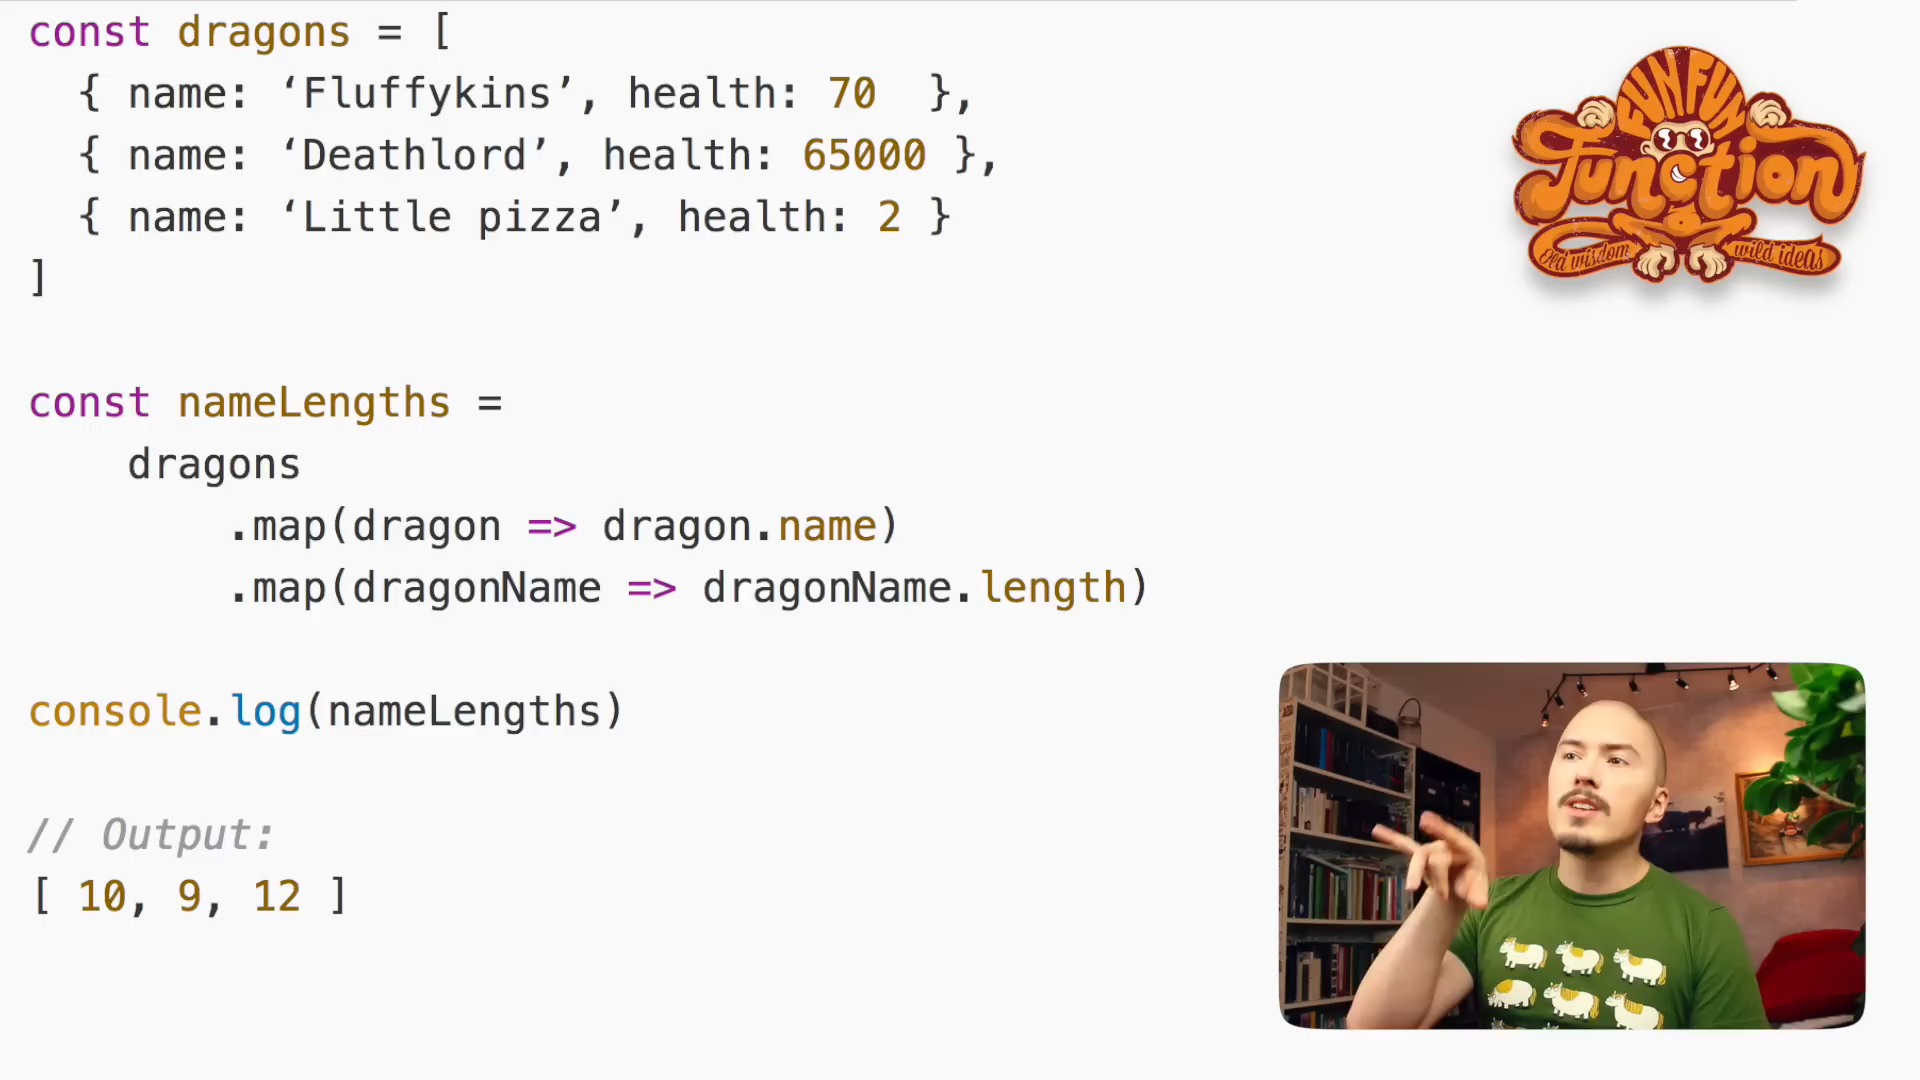 const dragons = [
  { name: ‘Fluffykins’, health: 70  },
  { name: ‘Deathlord’, health: 65000 },
  { name: ‘Little pizza’, health: 2 }
]
const nameLengths =
    dragons
        .map(dragon => dragon.name)
        .map(dragonName => dragonName.length)
console.log(nameLengths)
// Output:
[ 10, 9, 12 ]
FUN FUN
Function
Old wisdom
wild ideas